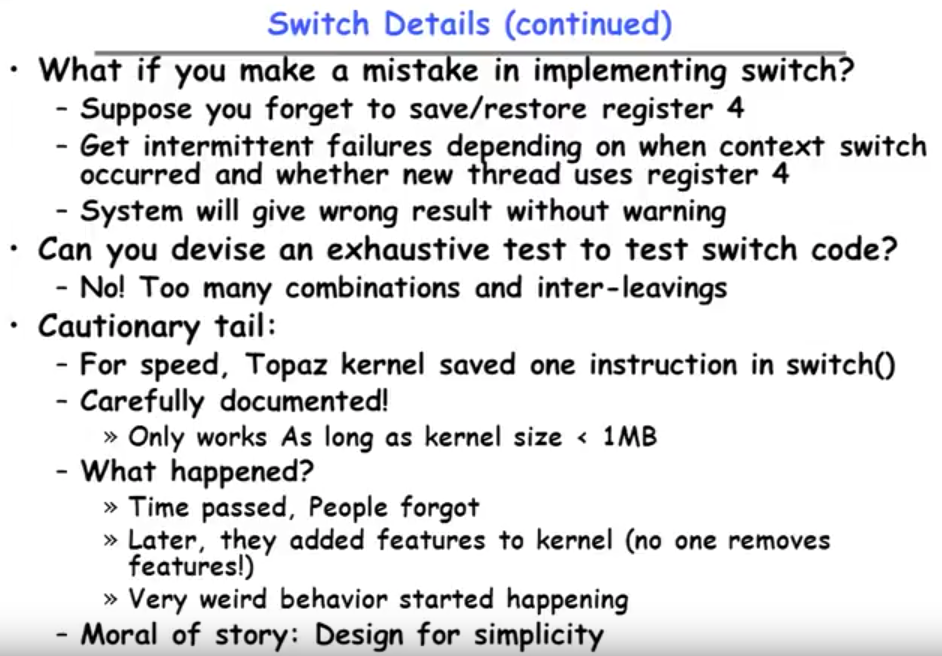 Switch Details (continued)
• What if you make a mistake in implementing switch?
– Suppose you forget to save/restore register 4
– Get intermittent failures depending on when context switch
occurred and whether new thread uses register 4
– System will give wrong result without warning
• Can you devise an exhaustive test to test switch code?
– No! Too many combinations and inter-leavings
• Cautionary tail:
– For speed, Topaz kernel saved one instruction in switch()
– Carefully documented!
» Only works As long as kernel size < 1MB
– What happened?
» Time passed, People forgot
» Later, they added features to kernel (no one removes
features!)
» Very weird behavior started happening
– Moral of story: Design for simplicity